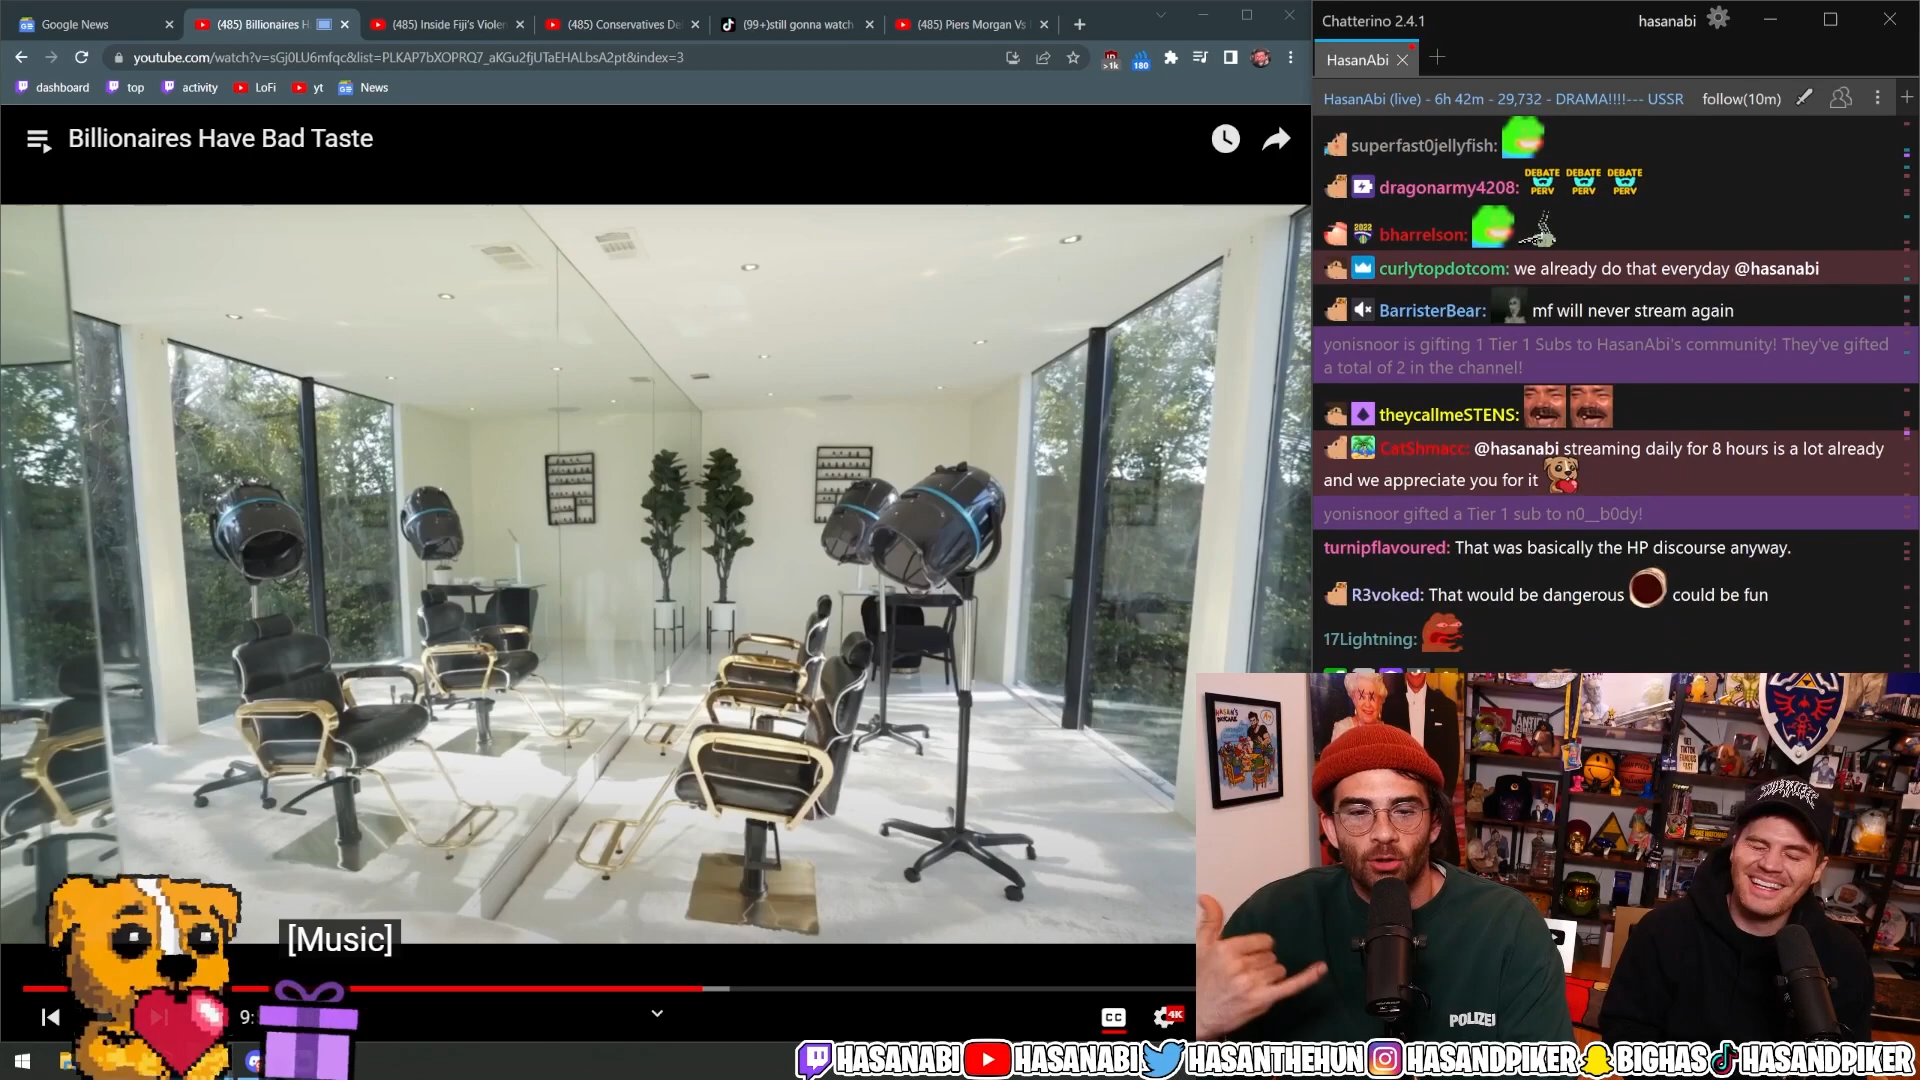 Google News
(485) Billionaires H
(485) Inside Fiji's Violen
(485) Conservatives De
(99+)still gonna watch
(485) Piers Morgan Vs
youtube.com/watch?v=sGj0LU6mfqc&list=PLKAP7bXOPRQ7_aKGu2fjUTaEHALbsA2pt&index=3
>1k
180
dashboard
top
activity
LoFi
yt
News
Billionaires Have Bad Taste
[Music]
9:
CC
4K
Chatterino 2.4.1
hasanabi
HasanAbi
HasanAbi (live) - 6h 42m - 29,732 - DRAMA!!!!--- USSR
follow(10m)
superfast0jellyfish:
dragonarmy4208: DEBATE PERV DEBATE PERV DEBATE PERV
2022 bharrelson:
curlytopdotcom: we already do that everyday @hasanabi
BarristerBear: mf will never stream again
yonisnoor is gifting 1 Tier 1 Subs to HasanAbi's community! They've gifted
a total of 2 in the channel!
theycallmeSTENS:
CatShmacc: @hasanabi streaming daily for 8 hours is a lot already
and we appreciate you for it
yonisnoor gifted a Tier 1 sub to n0__b0dy!
turnipflavoured: That was basically the HP discourse anyway.
R3voked: That would be dangerous could be fun
17Lightning:
POLIZEI
HASANABI HASANABI HASANTHEHUN HASANDPIKER BIGHAS HASANDPIKER